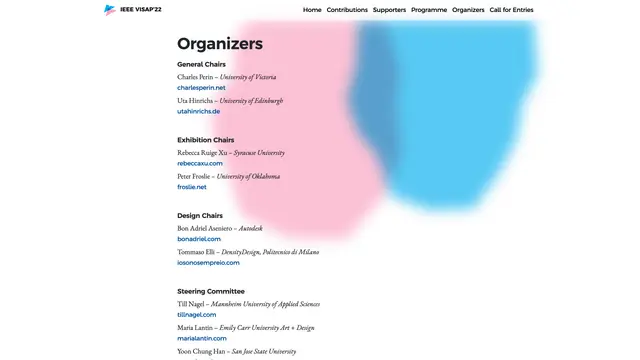 IEEE VISAP'22
Home Contributions Supporters Programme Organizers Call for Entries
Organizers
General Chairs
Charles Perin – University of Victoria
charlesperin.net
Uta Hinrichs – University of Edinburgh
utahinrichs.de
Exhibition Chairs
Rebecca Ruige Xu – Syracuse University
rebeccaxu.com
Peter Froslie – University of Oklahoma
froslie.net
Design Chairs
Bon Adriel Aseniero – Autodesk
bonadriel.com
Tommaso Elli – DensityDesign, Politecnico di Milano
iosonosempreio.com
Steering Committee
Till Nagel – Mannheim University of Applied Sciences
tillnagel.com
Maria Lantin – Emily Carr University Art + Design
marialantin.com
Yoon Chung Han – San Jose State University